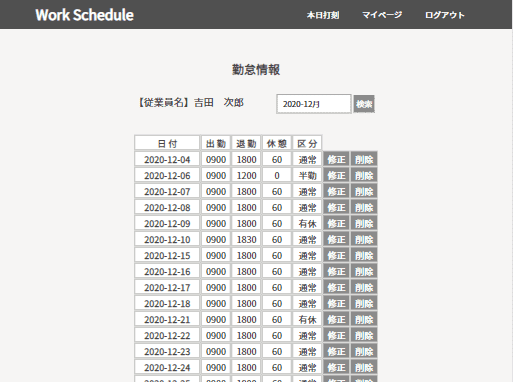 Work Schedule 本日打刻 マイページ ログアウト
勤怠情報
【従業員名】吉田 次郎 2020-12月 検索
日付 出勤 退勤 休憩 区分
2020-12-04 0900 1800 60 通常 修正 削除
2020-12-06 0900 1200 0 半勤 修正 削除
2020-12-07 0900 1800 60 通常 修正 削除
2020-12-08 0900 1800 60 通常 修正 削除
2020-12-09 0900 1800 60 有休 修正 削除
2020-12-10 0900 1830 60 通常 修正 削除
2020-12-15 0900 1800 60 通常 修正 削除
2020-12-16 0900 1800 60 通常 修正 削除
2020-12-17 0900 1800 60 通常 修正 削除
2020-12-18 0900 1800 60 通常 修正 削除
2020-12-21 0900 1800 60 有休 修正 削除
2020-12-22 0900 1800 60 通常 修正 削除
2020-12-23 0900 1800 60 通常 修正 削除
2020-12-24 0900 1800 60 通常 修正 削除